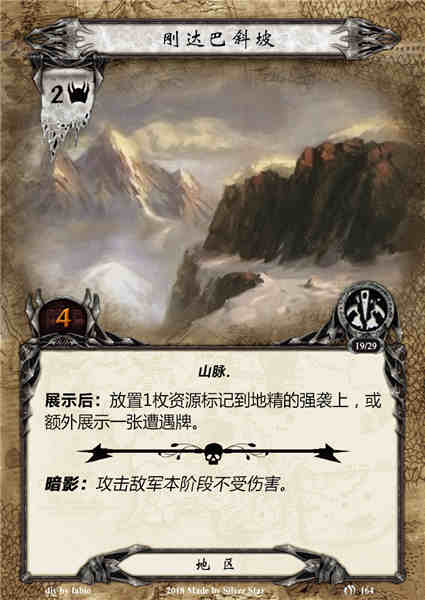 刚达巴斜坡
2
4
19/29
山脉.
展示后：放置1枚资源标记到地精的强袭上，或
额外展示一张遭遇牌。
暗影：攻击敌军本阶段不受伤害。
地区
diy by fabio 2018 Made by Silver Star 164